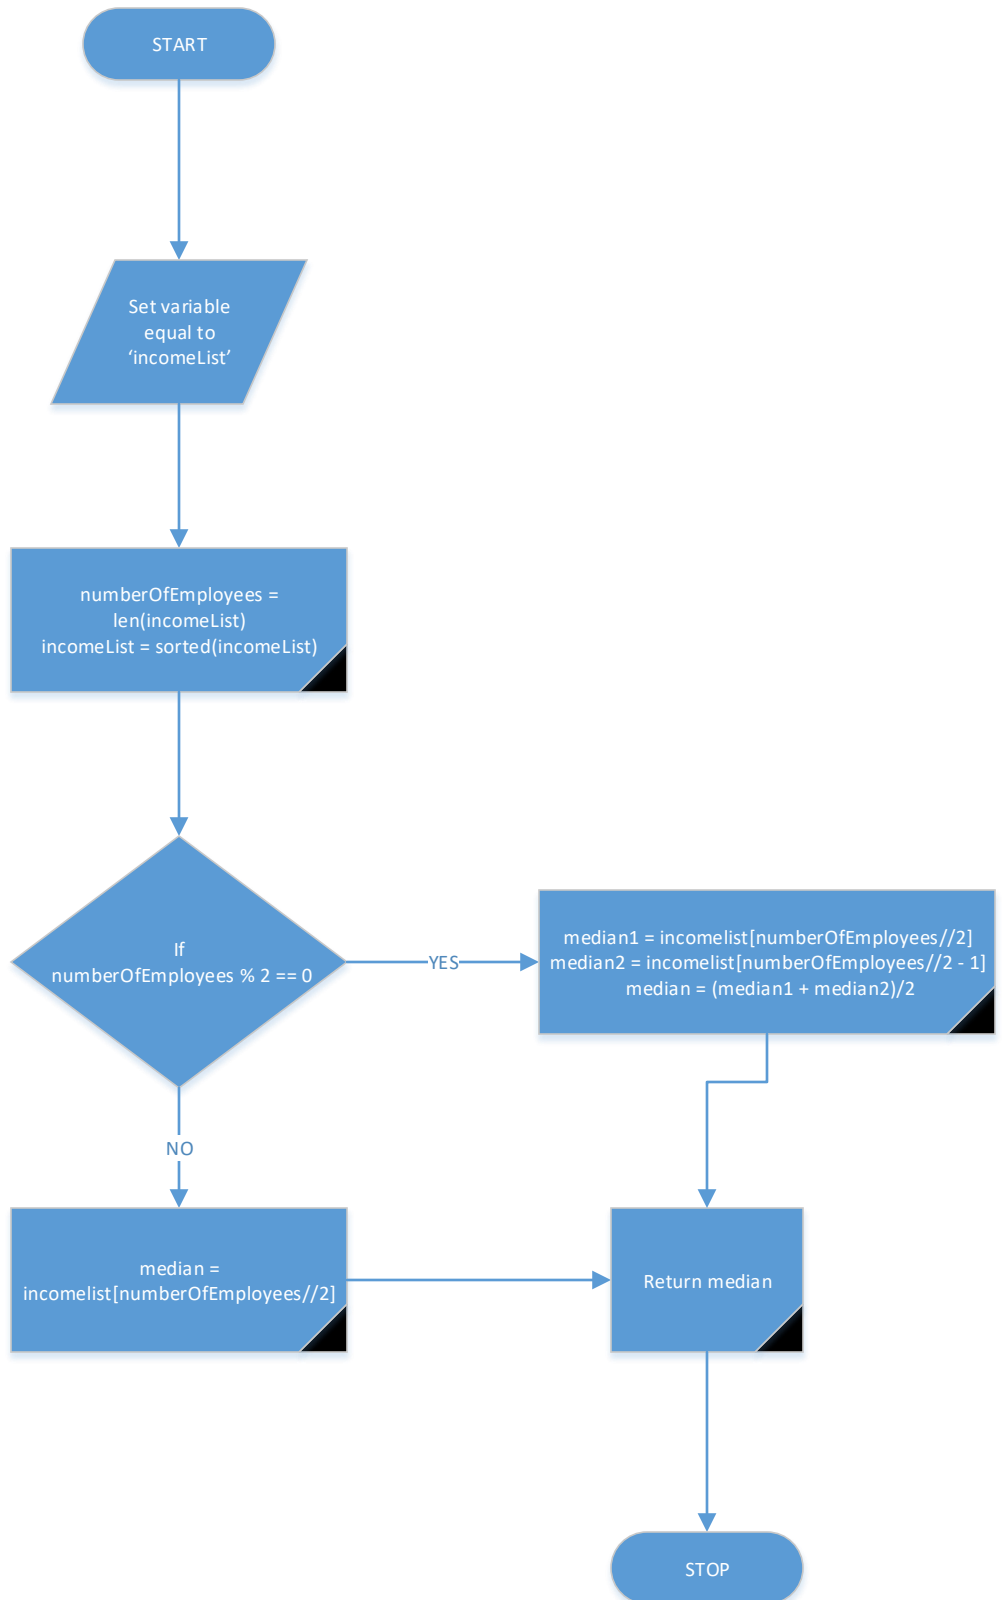 START
Set variable
equal to
‘incomeList’
numberOfEmployees =
len(incomeList)
incomeList = sorted(incomeList)
If
numberOfEmployees % 2 == 0
YES
median1 = incomelist[numberOfEmployees//2]
median2 = incomelist[numberOfEmployees//2 - 1]
median = (median1 + median2)/2
NO
median =
incomelist[numberOfEmployees//2]
Return median
STOP